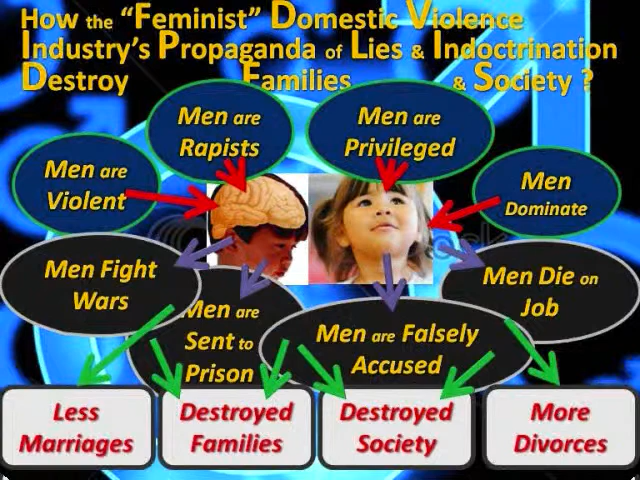 How the “Feminist” Domestic Violence
Industry’s Propaganda of Lies & Indoctrination
Destroy Families & Society ?
Men are
Rapists
Men are
Privileged
Men are
Violent
Men
Dominate
Men Fight
Wars
Men are
Sent to
Prison
Men are Falsely
Accused
Men Die on
Job
Less
Marriages
Destroyed
Families
Destroyed
Society
More
Divorces